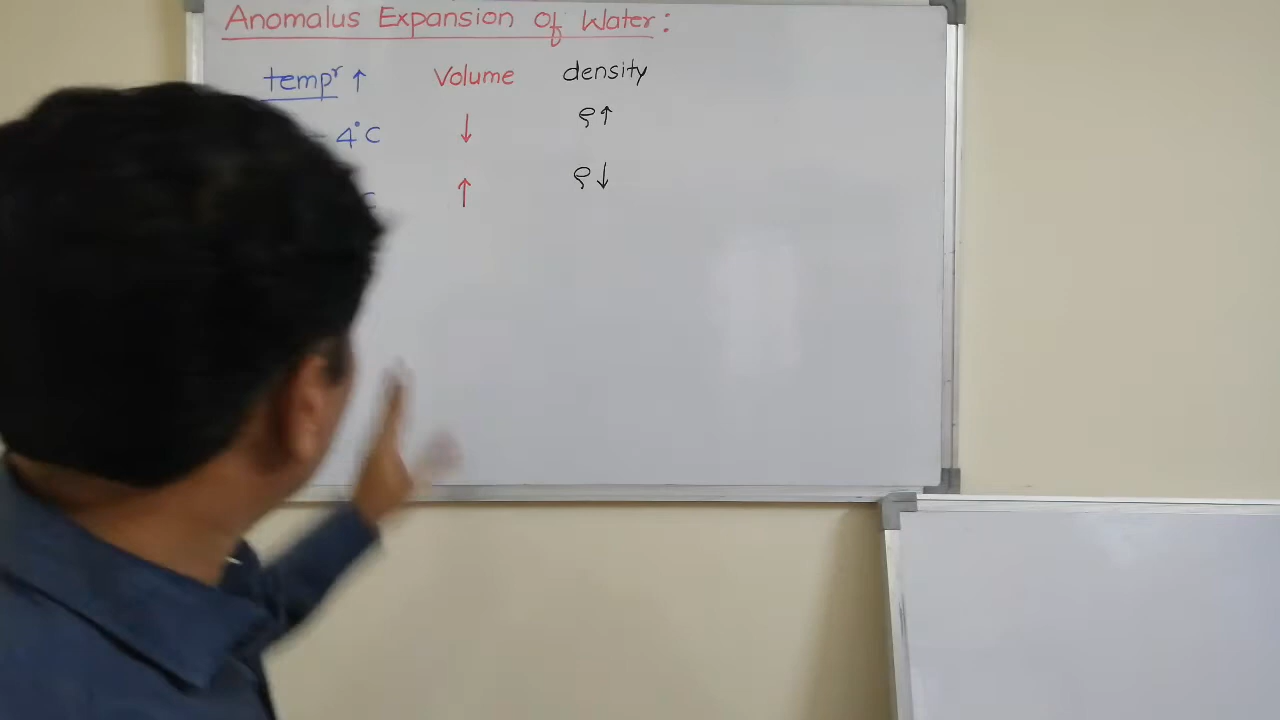 Anomalus Expansion of Water:
tempʳ ↑ Volume density
4°C ↓ ρ↑
C ↑ ρ↓